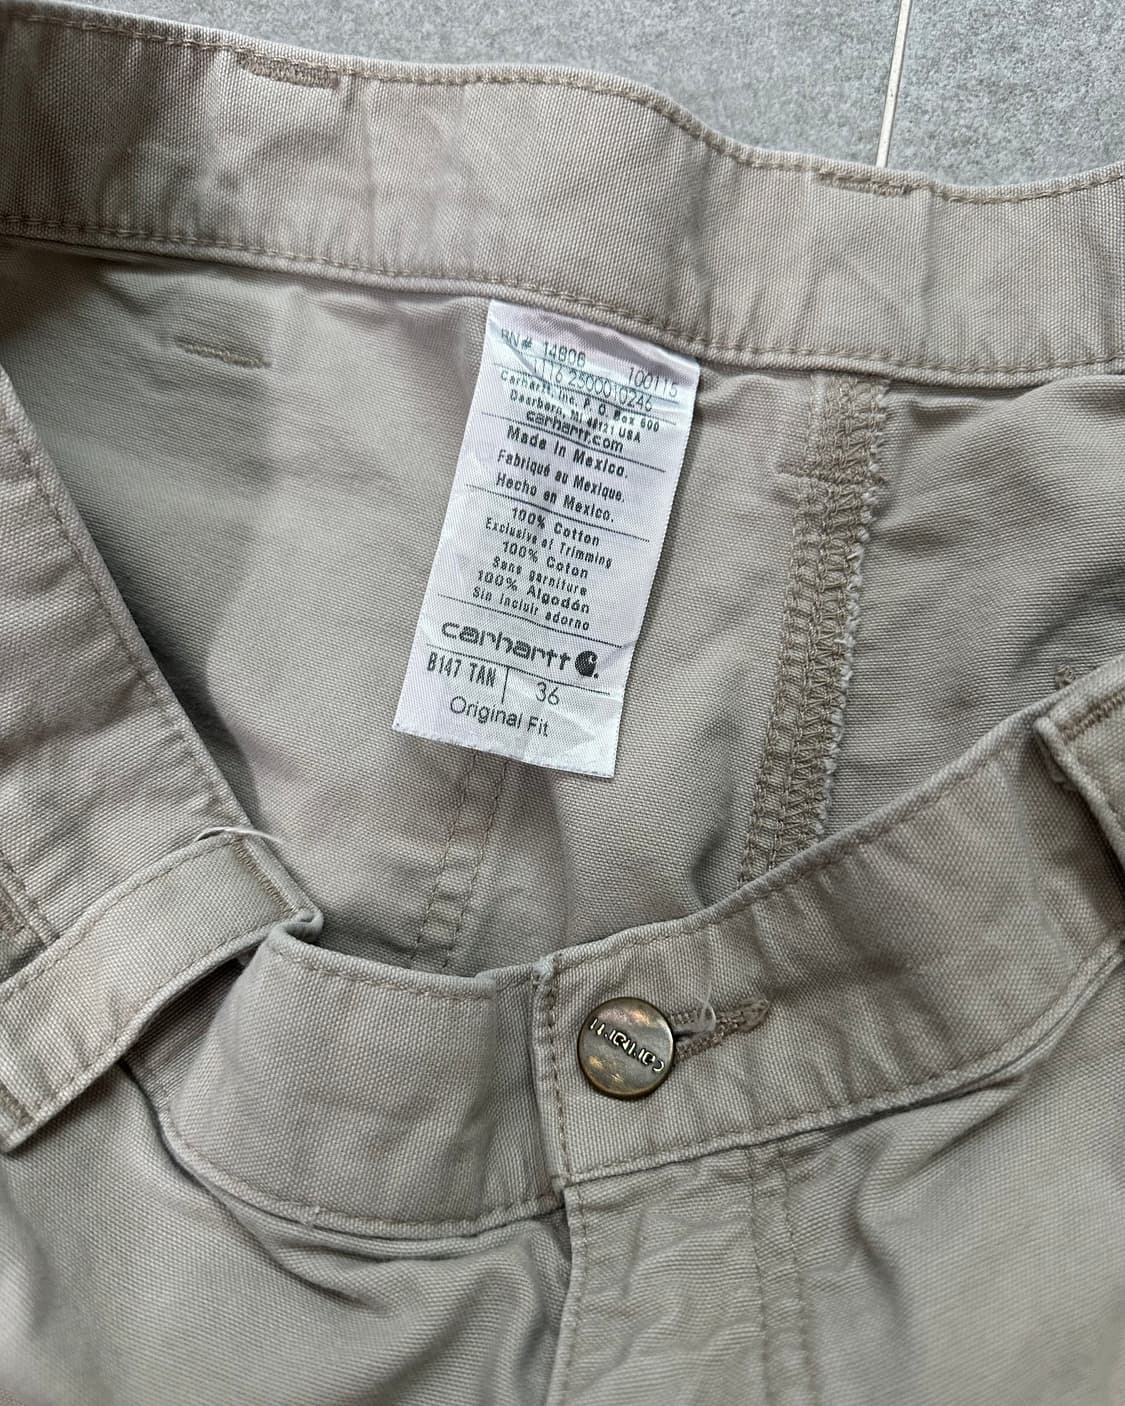 RN# 14806 100115
1116 2300010246
Carhartt, Inc. P. O. Box 600
Dearborn, MI 48121 USA
carhartt.com
Made in Mexico.
Fabriqué au Mexique.
Hecho en Mexico.
100% Cotton
Exclusive of Trimming
100% Coton
Sans garniture
100% Algodón
Sin incluir adorno
carhartt
B147 TAN 36
Original Fit
CARHARTT